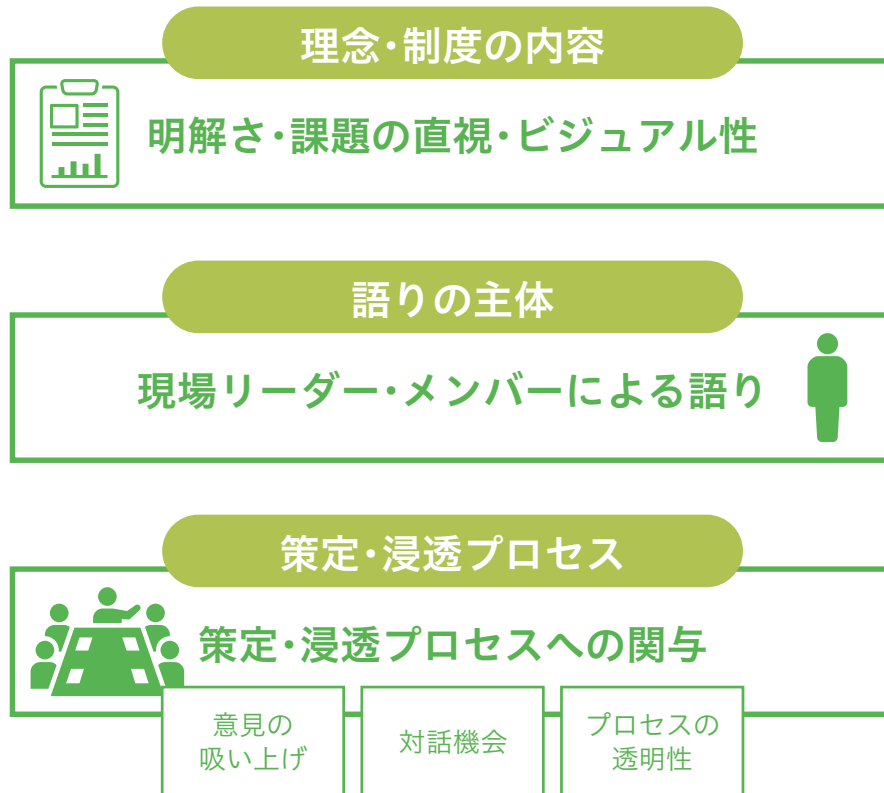 理念・制度の内容
明解さ・課題の直視・ビジュアル性
語りの主体
現場リーダー・メンバーによる語り
策定・浸透プロセス
策定・浸透プロセスへの関与
意見の
吸い上げ
対話機会
プロセスの
透明性